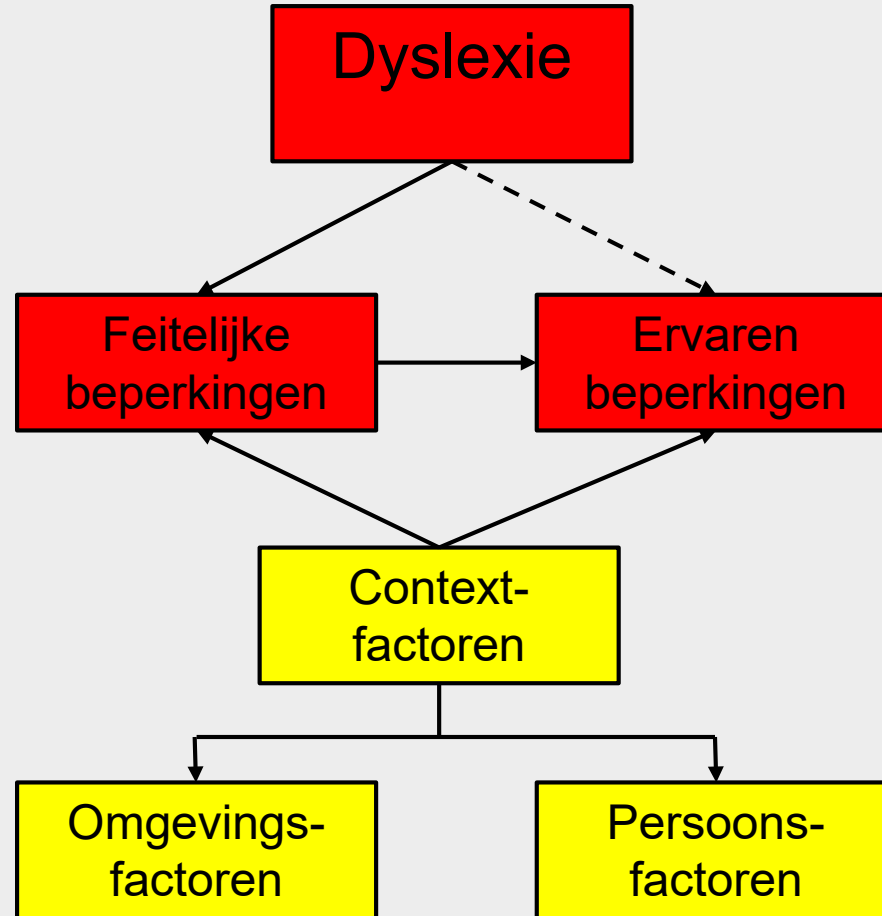 Dyslexie
Feitelijke
beperkingen
Ervaren
beperkingen
Context-
factoren
Omgevings-
factoren
Persoons-
factoren